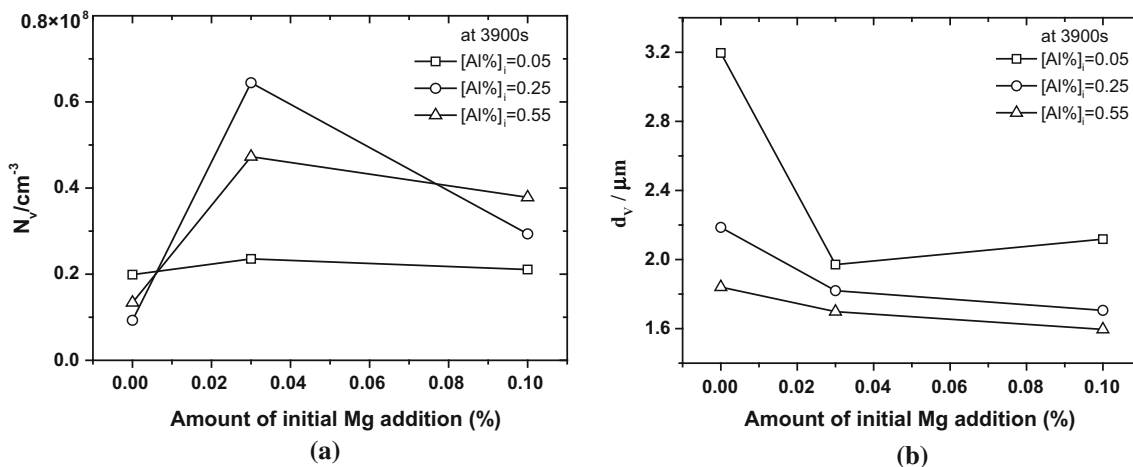 0.8×10⁸
0.6
0.4
0.2
0.0
Nᵥ/cm⁻³
at 3900s
[Al%]ᵢ=0.05
[Al%]ᵢ=0.25
[Al%]ᵢ=0.55
0.00 0.02 0.04 0.06 0.08 0.10
Amount of initial Mg addition (%)
(a)
3.2
2.8
2.4
2.0
1.6
dᵥ / μm
at 3900s
[Al%]ᵢ=0.05
[Al%]ᵢ=0.25
[Al%]ᵢ=0.55
0.00 0.02 0.04 0.06 0.08 0.10
Amount of initial Mg addition (%)
(b)